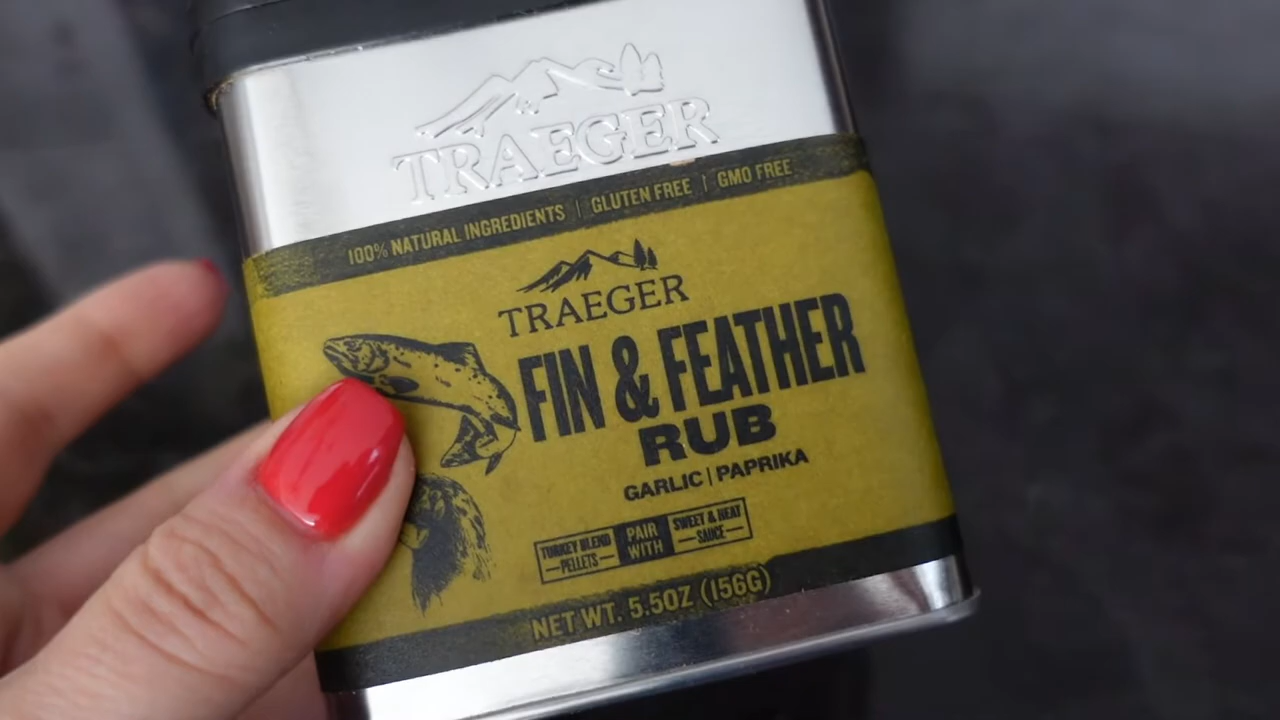 TRAEGER
100% NATURAL INGREDIENTS | GLUTEN FREE | GMO FREE
TRAEGER
FIN & FEATHER
RUB
GARLIC | PAPRIKA
TURKEY BLEND
PELLETS
PAIR
WITH
SWEET & HEAT
SAUCE
NET WT. 5.5OZ (156G)